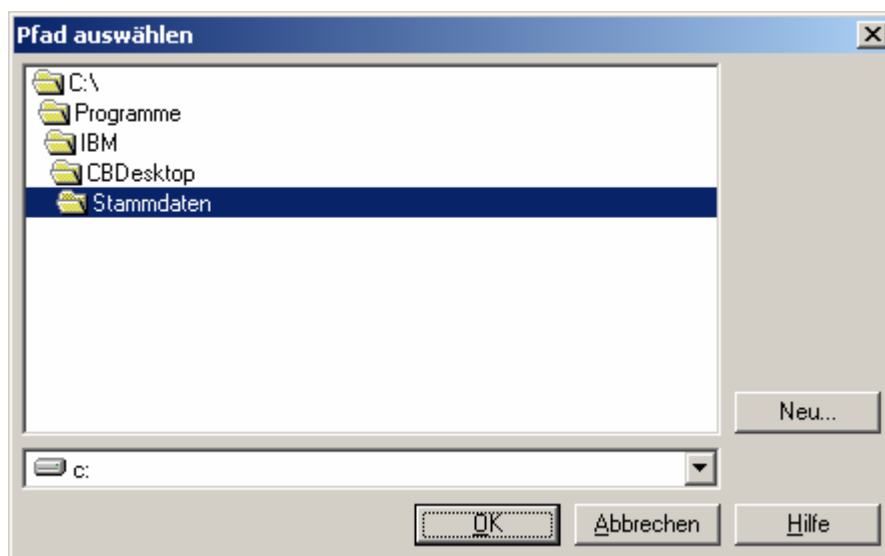 Pfad auswählen
C:\
Programme
IBM
CBDesktop
Stammdaten
Neu...
c:
OK Abbrechen Hilfe